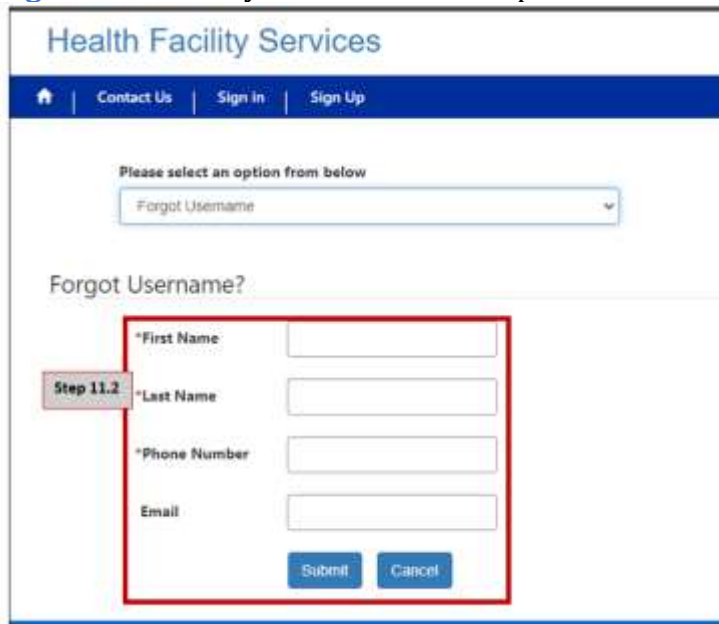 Health Facility Services
Contact Us | Sign in | Sign Up
Please select an option from below
Forgot Username
Forgot Username?
*First Name
Step 11.2
*Last Name
*Phone Number
Email
Submit Cancel